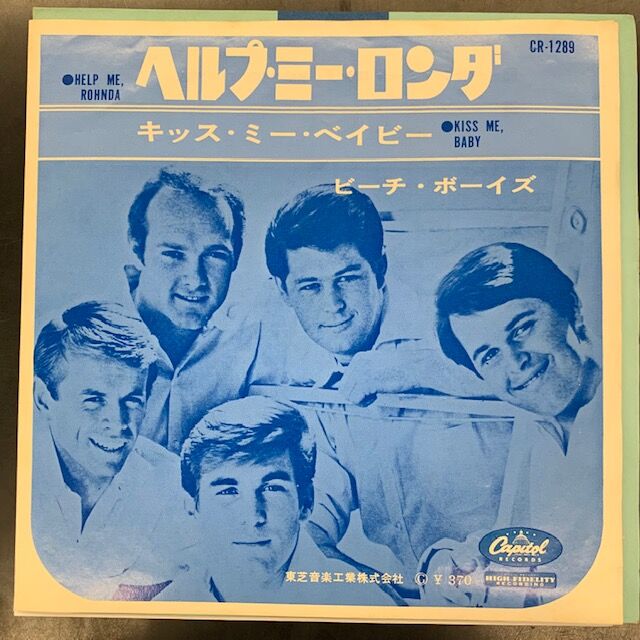 CR-1289
●HELP ME,
ROHNDA
ヘルプ・ミー・ロンダ
キッス・ミー・ベイビー
●KISS ME,
BABY
ビーチ・ボーイズ
Capitol
RECORDS
東芝音楽工業株式会社 Ⓒ ¥370
HIGH-FIDELITY
RECORDING